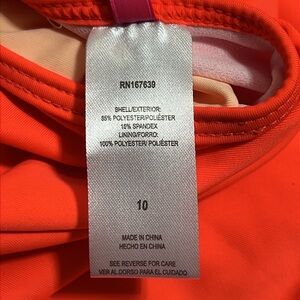 RN167639
SHELL/EXTERIOR:
85% POLYESTER/POLIÉSTER
15% SPANDEX
LINING/FORRO:
100% POLYESTER/POLIÉSTER
10
MADE IN CHINA
HECHO EN CHINA
SEE REVERSE FOR CARE
VER AL DORSO PARA EL CUIDADO